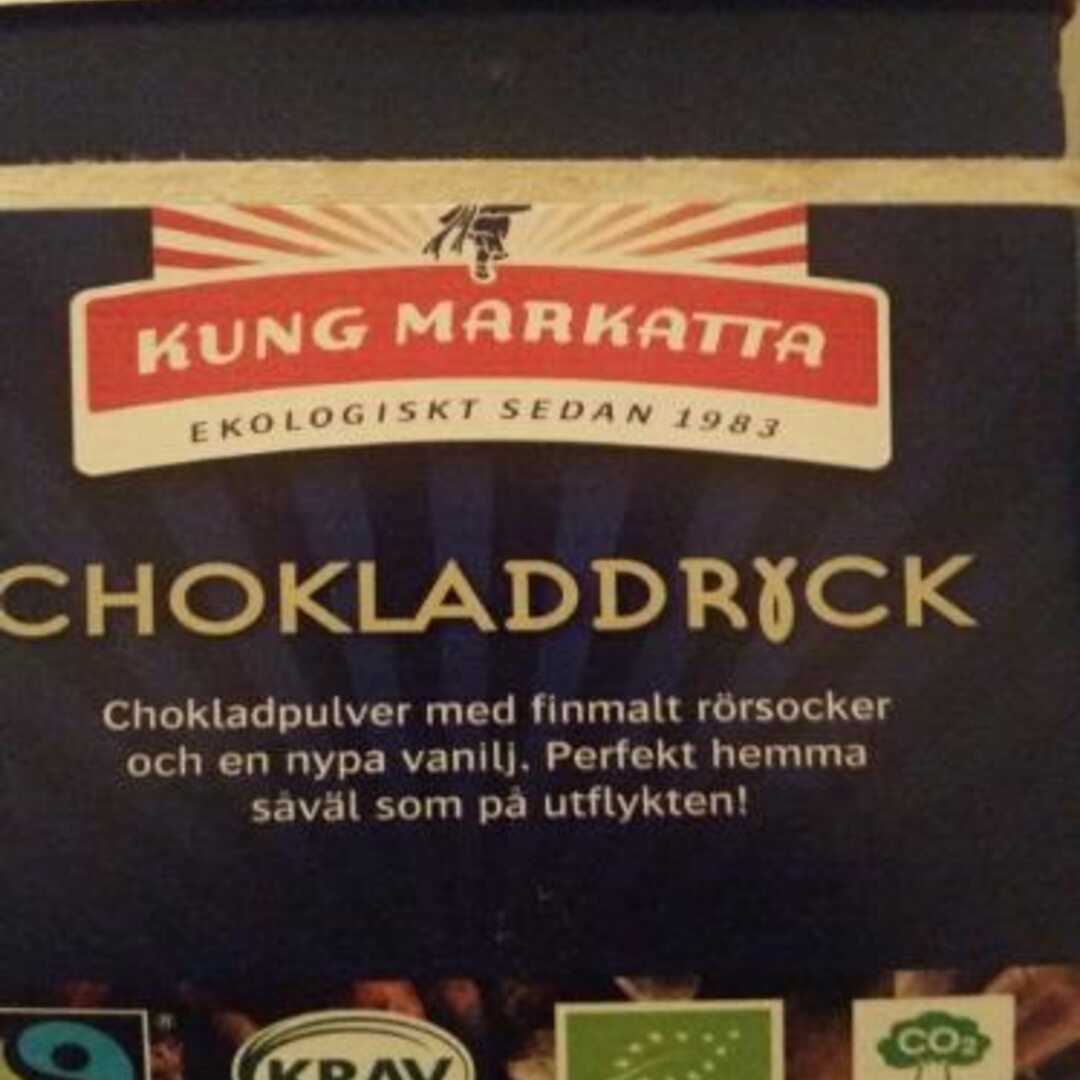 KUNG MARKATTA
EKOLOGISKT SEDAN 1983
CHOKLADDRYCK
Chokladpulver med finmalt rörsocker
och en nypa vanilj. Perfekt hemma
såväl som på utflykten!
KRAV
CO₂